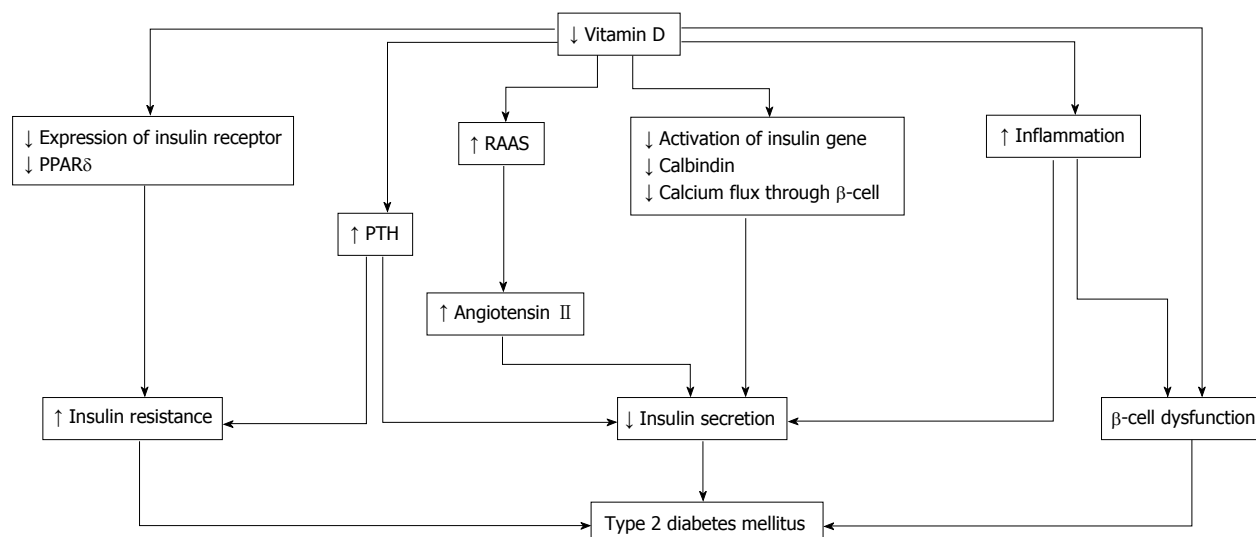 ↓ Vitamin D
↓ Expression of insulin receptor
↓ PPARδ
↑ RAAS
↓ Activation of insulin gene
↓ Calbindin
↓ Calcium flux through β-cell
↑ Inflammation
↑ PTH
↑ Angiotensin Ⅱ
↑ Insulin resistance
↓ Insulin secretion
β-cell dysfunction
Type 2 diabetes mellitus